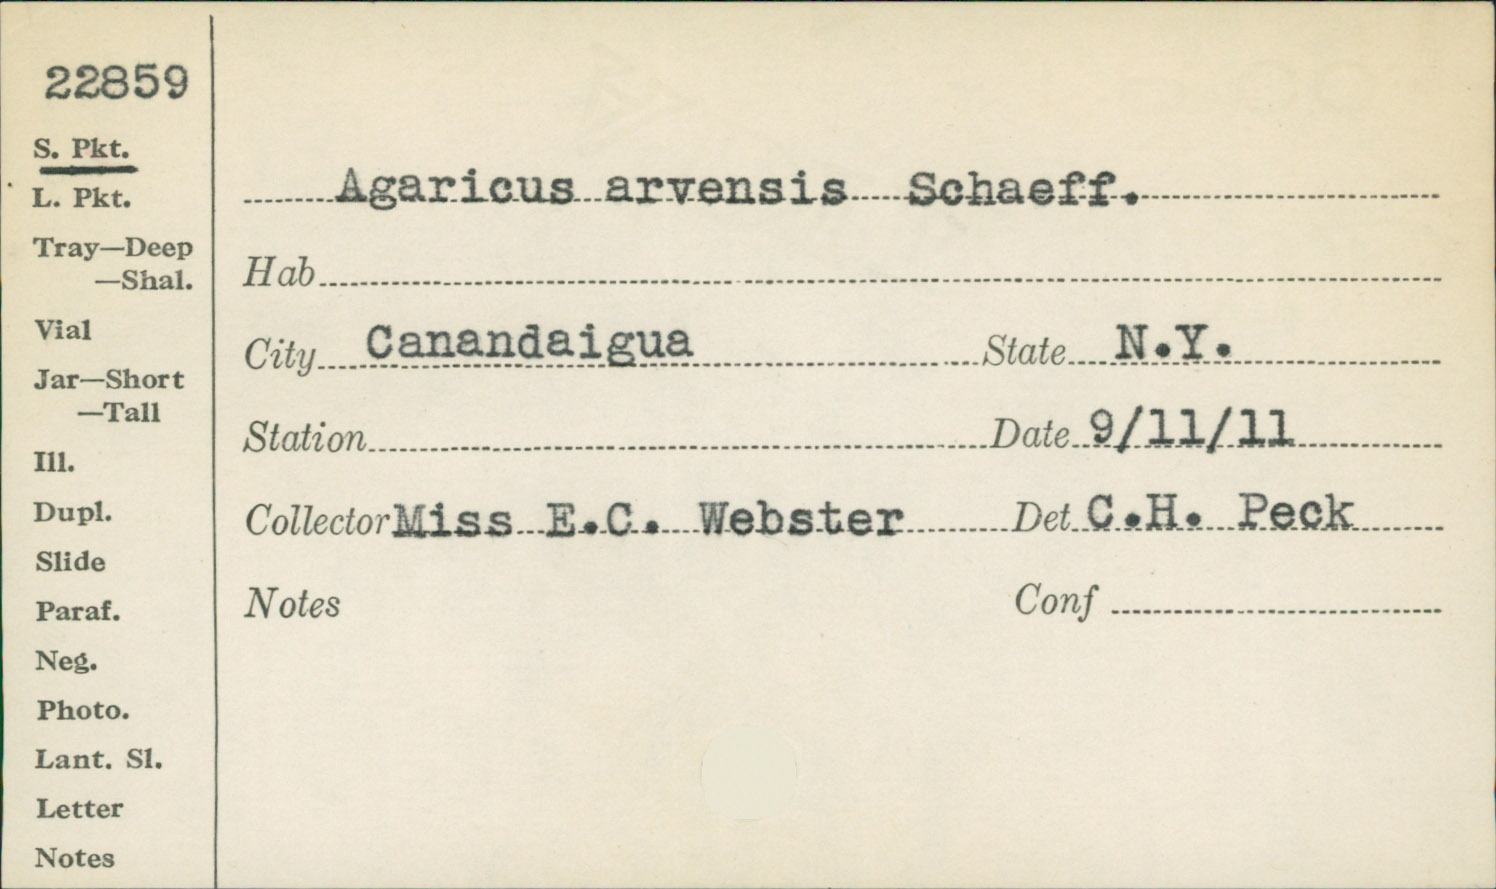 22859
S. Pkt.
L. Pkt.
Tray—Deep
—Shal.
Vial
Jar—Short
—Tall
Ill.
Dupl.
Slide
Paraf.
Neg.
Photo.
Lant. Sl.
Letter
Notes
Agaricus arvensis Schaeff.
Hab
City Canandaigua State N.Y.
Station Date 9/11/11
Collector Miss E.C. Webster Det C.H. Peck
Notes Conf